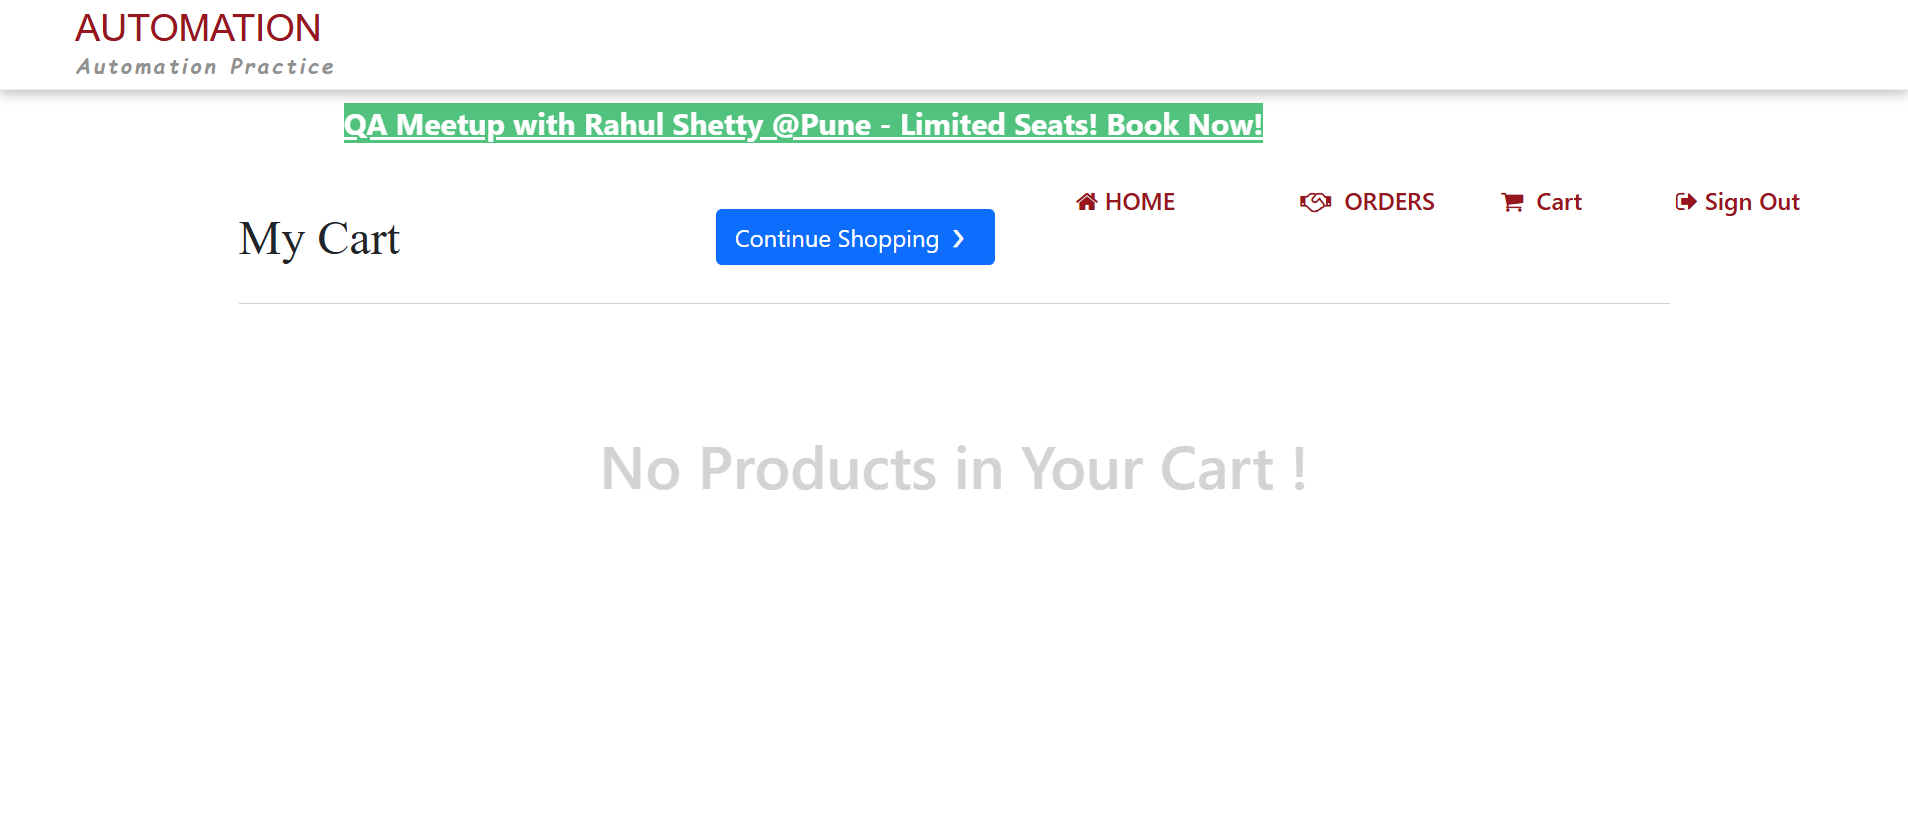 AUTOMATION
Automation Practice
QA Meetup with Rahul Shetty @Pune - Limited Seats! Book Now!
HOME
ORDERS
Cart
Sign Out
My Cart
Continue Shopping ❯
No Products in Your Cart !